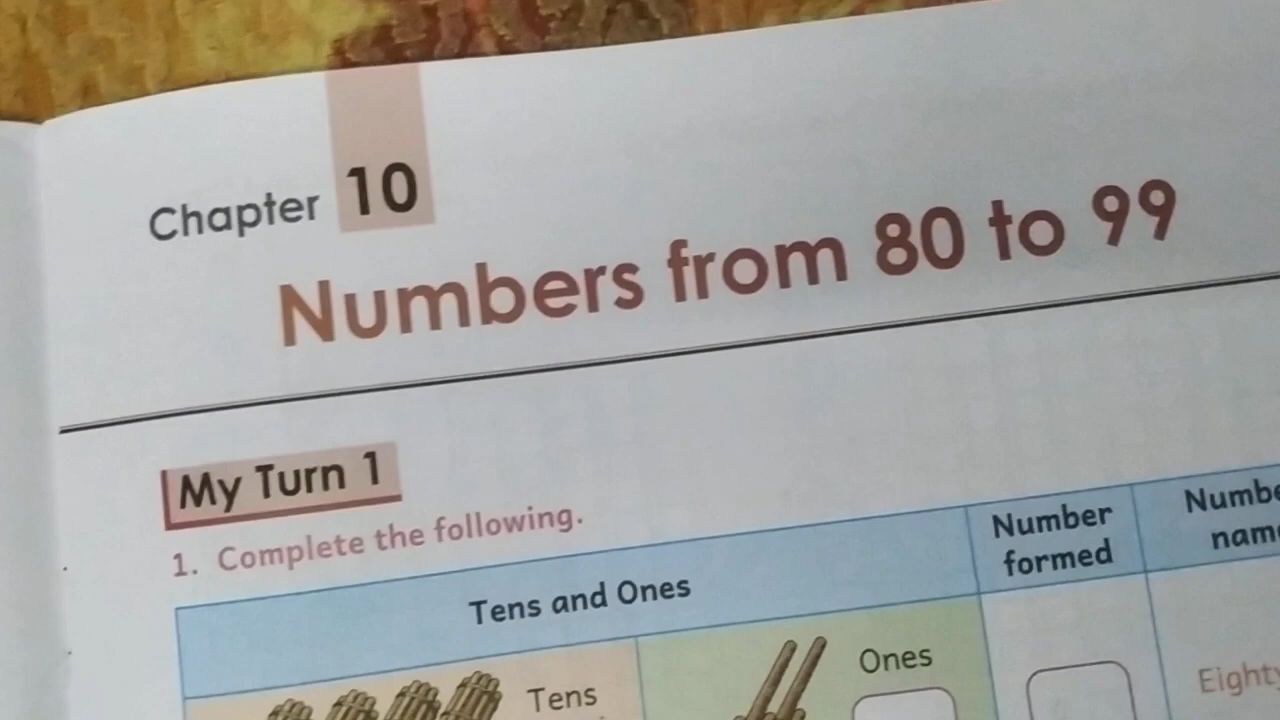 Chapter 10
Numbers from 80 to 99
My Turn 1
1. Complete the following.
Tens and Ones
Number
formed
Tens
Ones